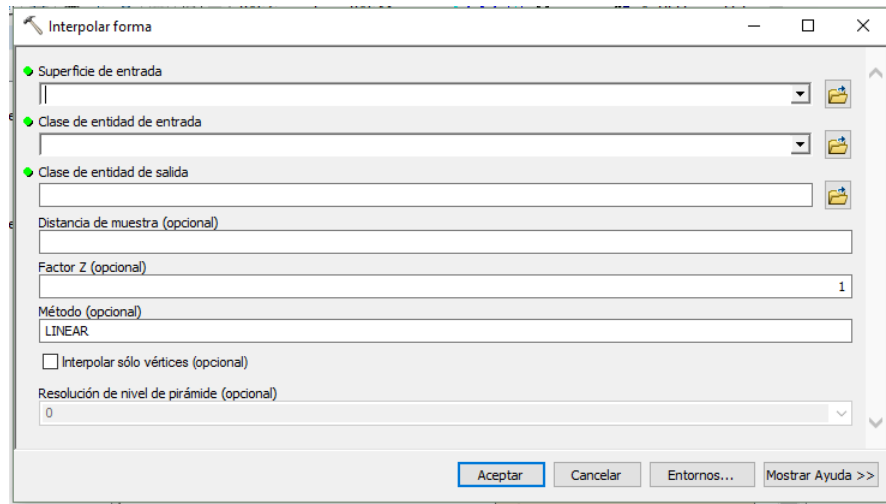 Interpolar forma
Superficie de entrada
Clase de entidad de entrada
Clase de entidad de salida
Distancia de muestra (opcional)
Factor Z (opcional)
1
Método (opcional)
LINEAR
Interpolar sólo vértices (opcional)
Resolución de nivel de pirámide (opcional)
0
Aceptar Cancelar Entornos... Mostrar Ayuda >>